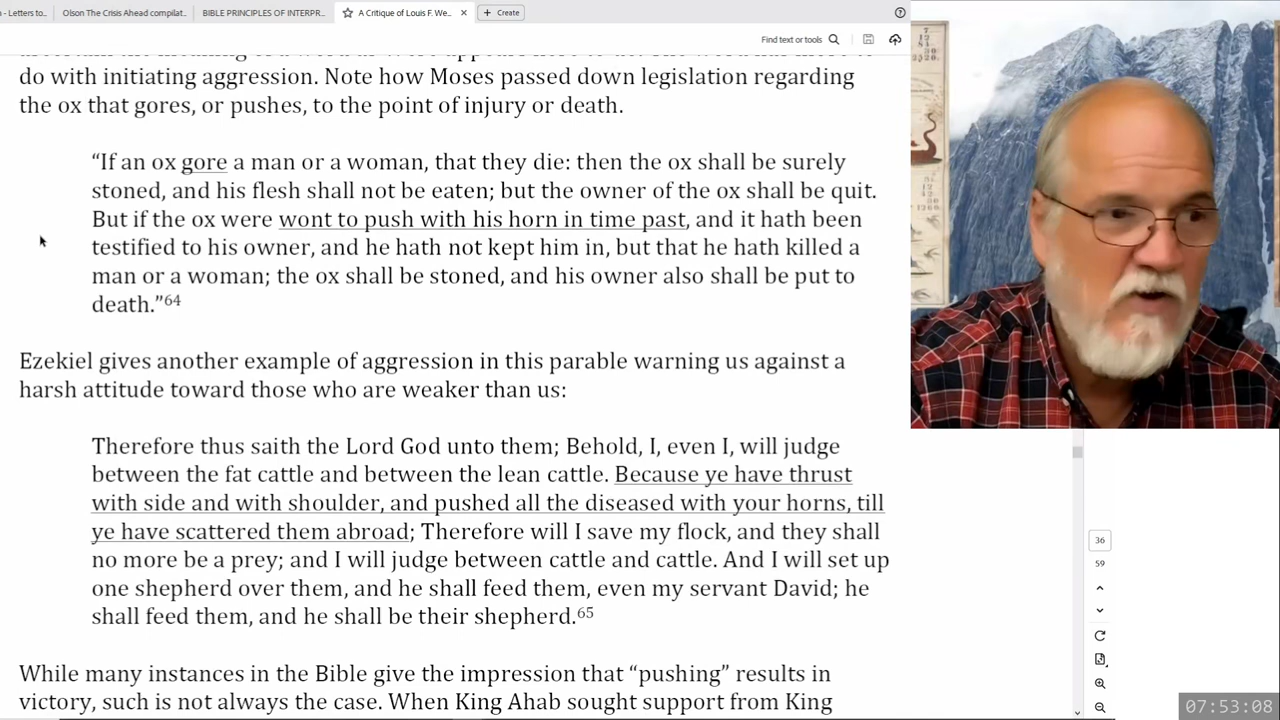 - Letters to...
Olson The Crisis Ahead compilat..
BIBLE PRINCIPLES OF INTERPR...
A Critique of Louis F. We...
Create
Find text or tools
do with initiating aggression. Note how Moses passed down legislation regarding
the ox that gores, or pushes, to the point of injury or death.
“If an ox gore a man or a woman, that they die: then the ox shall be surely
stoned, and his flesh shall not be eaten; but the owner of the ox shall be quit.
But if the ox were wont to push with his horn in time past, and it hath been
testified to his owner, and he hath not kept him in, but that he hath killed a
man or a woman; the ox shall be stoned, and his owner also shall be put to
death.”64
Ezekiel gives another example of aggression in this parable warning us against a
harsh attitude toward those who are weaker than us:
Therefore thus saith the Lord God unto them; Behold, I, even I, will judge
between the fat cattle and between the lean cattle. Because ye have thrust
with side and with shoulder, and pushed all the diseased with your horns, till
ye have scattered them abroad; Therefore will I save my flock, and they shall
no more be a prey; and I will judge between cattle and cattle. And I will set up
one shepherd over them, and he shall feed them, even my servant David; he
shall feed them, and he shall be their shepherd.65
While many instances in the Bible give the impression that “pushing” results in
victory, such is not always the case. When King Ahab sought support from King
36
59
07:53:08